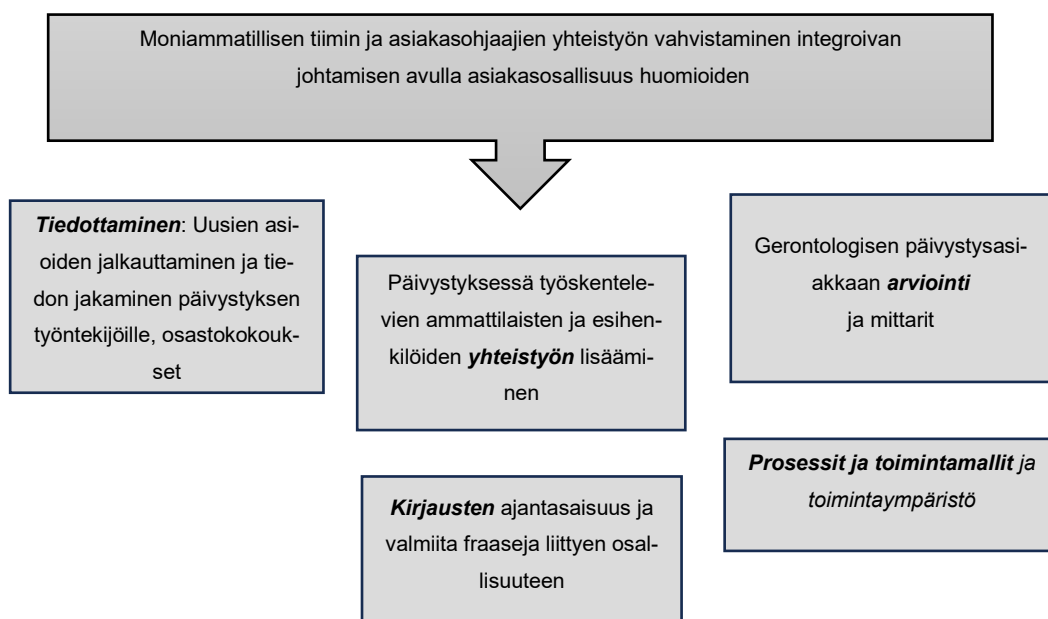 Moniammatillisen tiimin ja asiakasohjaajien yhteistyön vahvistaminen integroivan
johtamisen avulla asiakasosallisuus huomioiden
Tiedottaminen: Uusien asi-
oiden jalkauttaminen ja tie-
don jakaminen päivystyksen
työntekijöille, osastokokouk-
set
Päivystyksessä työskentele-
vien ammattilaisten ja esihen-
kilöiden yhteistyön lisäämi-
nen
Gerontologisen päivystysasi-
akkaan arviointi
ja mittarit
Kirjausten ajantasaisuus ja
valmiita fraaseja liittyen osal-
lisuuteen
Prosessit ja toimintamallit ja
toimintaympäristö